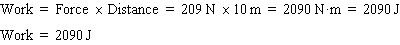 Work = Force x Distance = 209 N x 10 m = 2090 N·m = 2090 J
Work = 2090 J